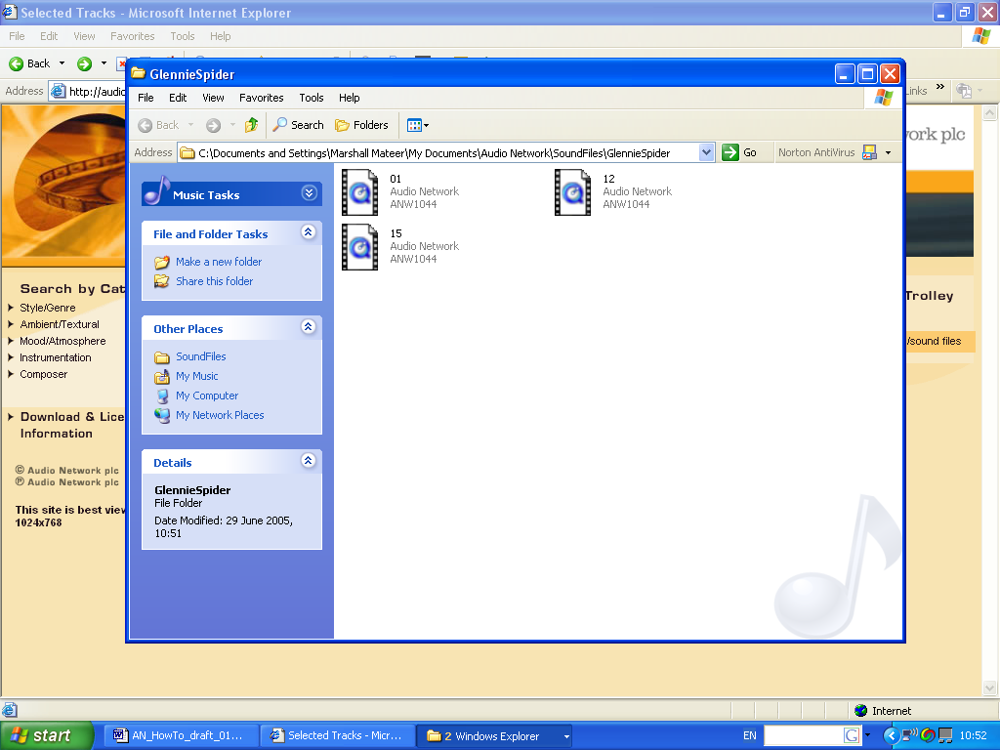 Selected Tracks - Microsoft Internet Explorer
File Edit View Favorites Tools Help
Back
Address http://audio
Links »
GlennieSpider
File Edit View Favorites Tools Help
Back Search Folders
Address C:\Documents and Settings\Marshall Mateer\My Documents\Audio Network\SoundFiles\GlennieSpider Go Norton AntiVirus
Music Tasks
File and Folder Tasks
Make a new folder
Share this folder
Other Places
SoundFiles
My Music
My Computer
My Network Places
Details
GlennieSpider
File Folder
Date Modified: 29 June 2005,
10:51
01
Audio Network
ANW1044
12
Audio Network
ANW1044
15
Audio Network
ANW1044
Search by Cat
Style/Genre
Ambient/Textural
Mood/Atmosphere
Instrumentation
Composer
Download & Lice
Information
© Audio Network plc
℗ Audio Network plc
This site is best view
1024x768
ork plc
Trolley
/sound files
Internet
start AN_HowTo_draft_01... Selected Tracks - Micr... 2 Windows Explorer EN G 10:52